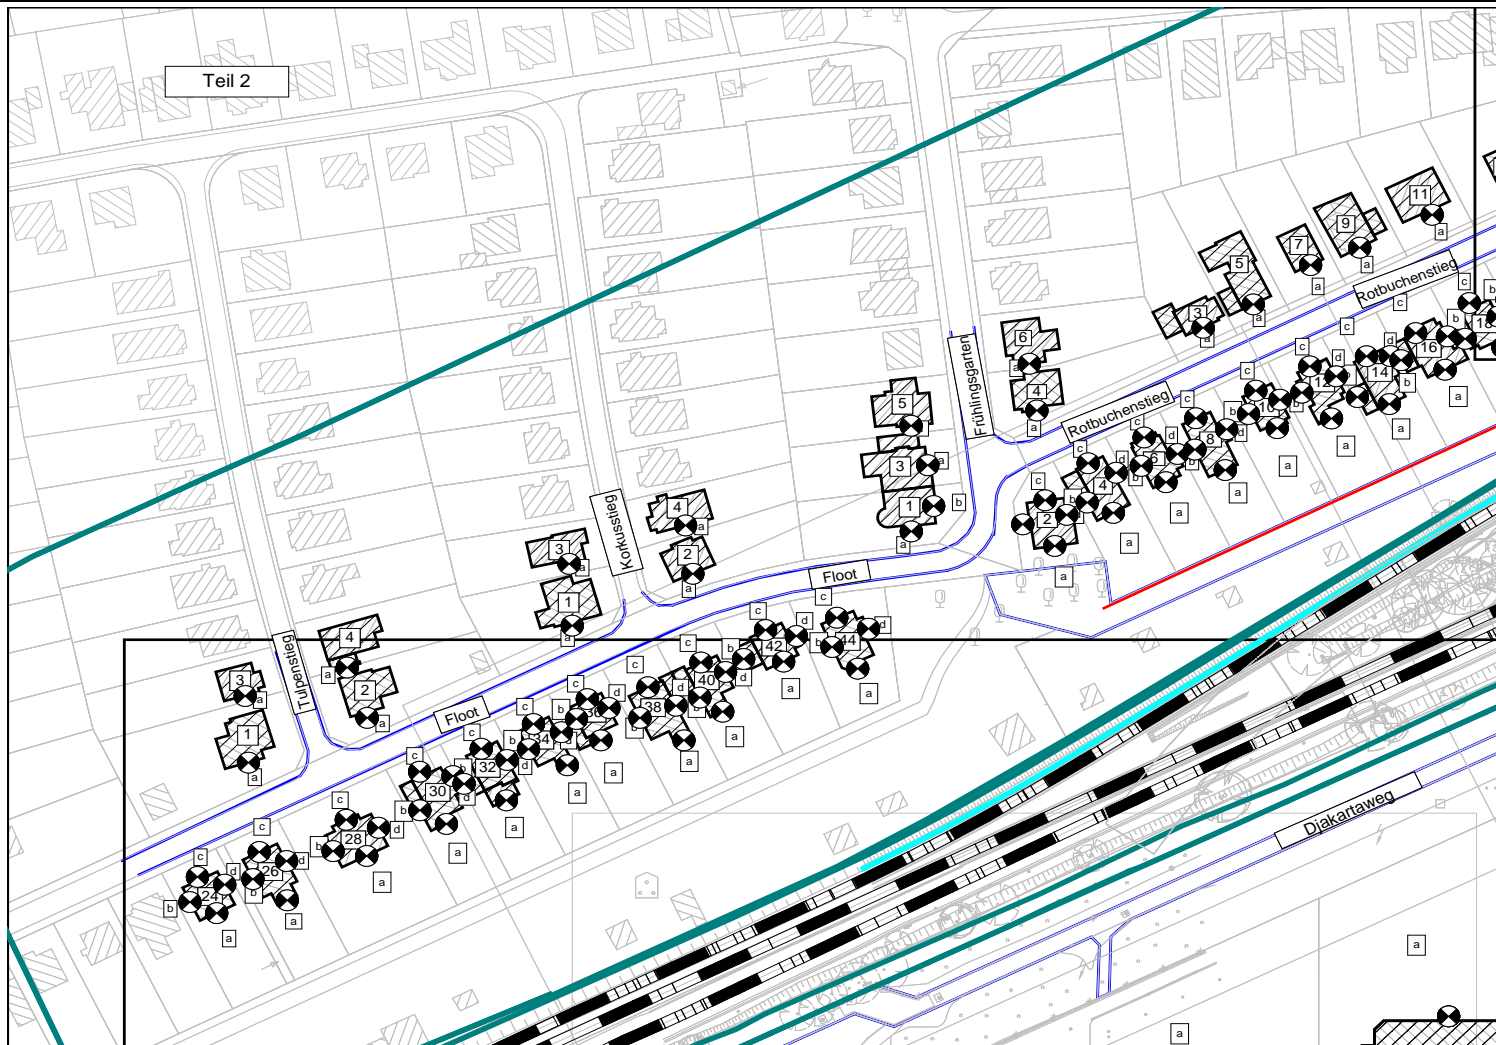 Teil 2
11
a
9
a
7
a
5
a
3
a
Rotbuchenstieg
c
b
18
c
b
16
a
c
d
14
b
a
c
12
a
c
10
b
b
a
c
8
d
a
c
d
6
b
a
c
d
4
b
a
c
b
2
a
Rotbuchenstieg
Frühlingsgarten
6
a
4
a
5
3
a
1
b
a
Floot
Kokusstieg
4
a
2
a
3
a
1
a
Tulpenstieg
4
a
2
a
3
a
1
a
Floot
c
d
44
b
a
c
d
42
b
a
c
d
40
b
a
c
d
38
b
a
c
d
36
b
a
c
d
34
b
a
c
d
32
b
a
c
d
30
b
a
c
d
28
b
a
c
d
26
b
a
c
d
24
b
a
Djakartaweg
a
a